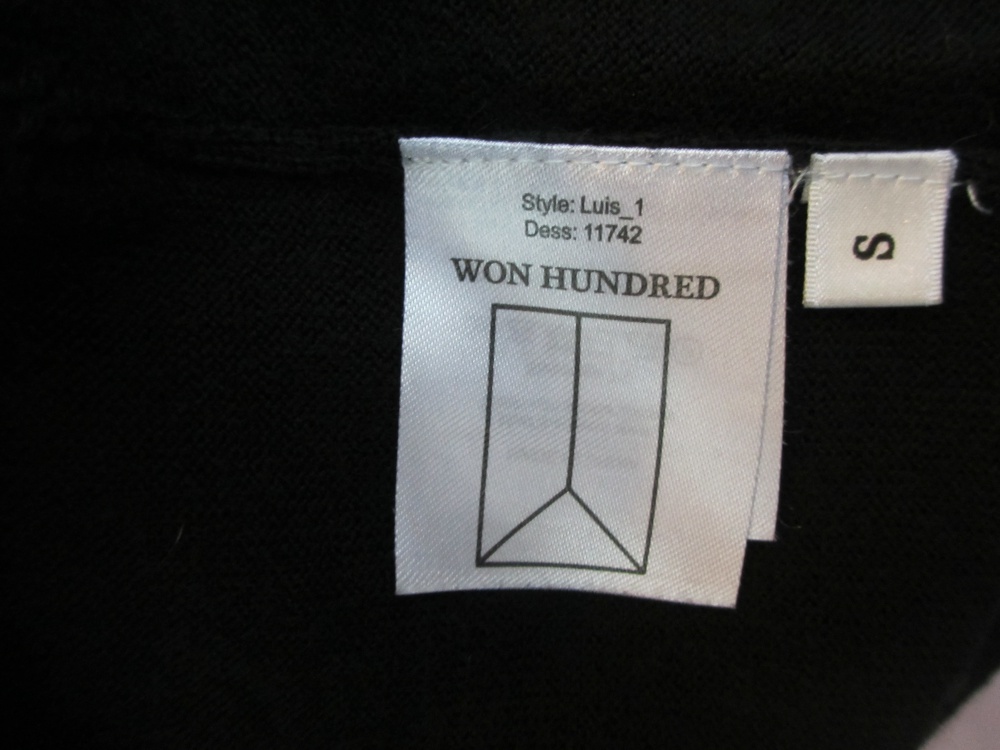 Style: Luis_1
Dess: 11742
WON HUNDRED
S